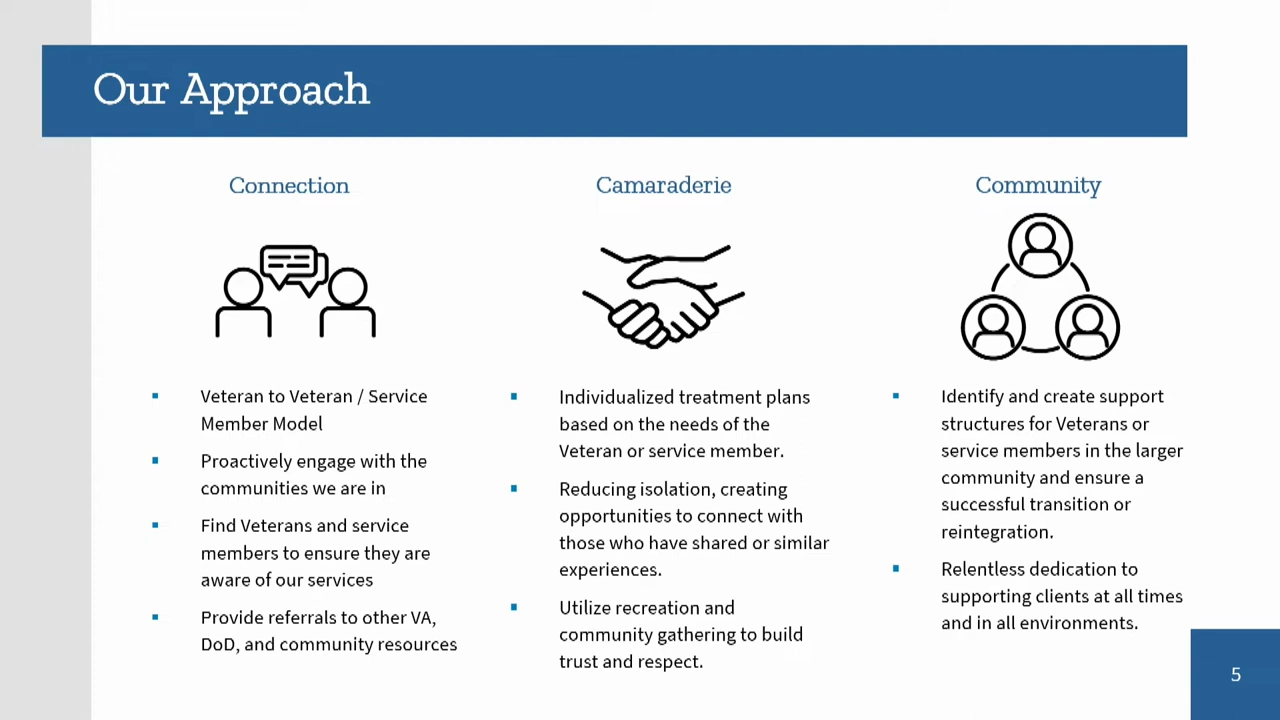 Our Approach
Connection
Veteran to Veteran / Service
Member Model
Proactively engage with the
communities we are in
Find Veterans and service
members to ensure they are
aware of our services
Provide referrals to other VA,
DoD, and community resources
Camaraderie
Individualized treatment plans
based on the needs of the
Veteran or service member.
Reducing isolation, creating
opportunities to connect with
those who have shared or similar
experiences.
Utilize recreation and
community gathering to build
trust and respect.
Community
Identify and create support
structures for Veterans or
service members in the larger
community and ensure a
successful transition or
reintegration.
Relentless dedication to
supporting clients at all times
and in all environments.
5